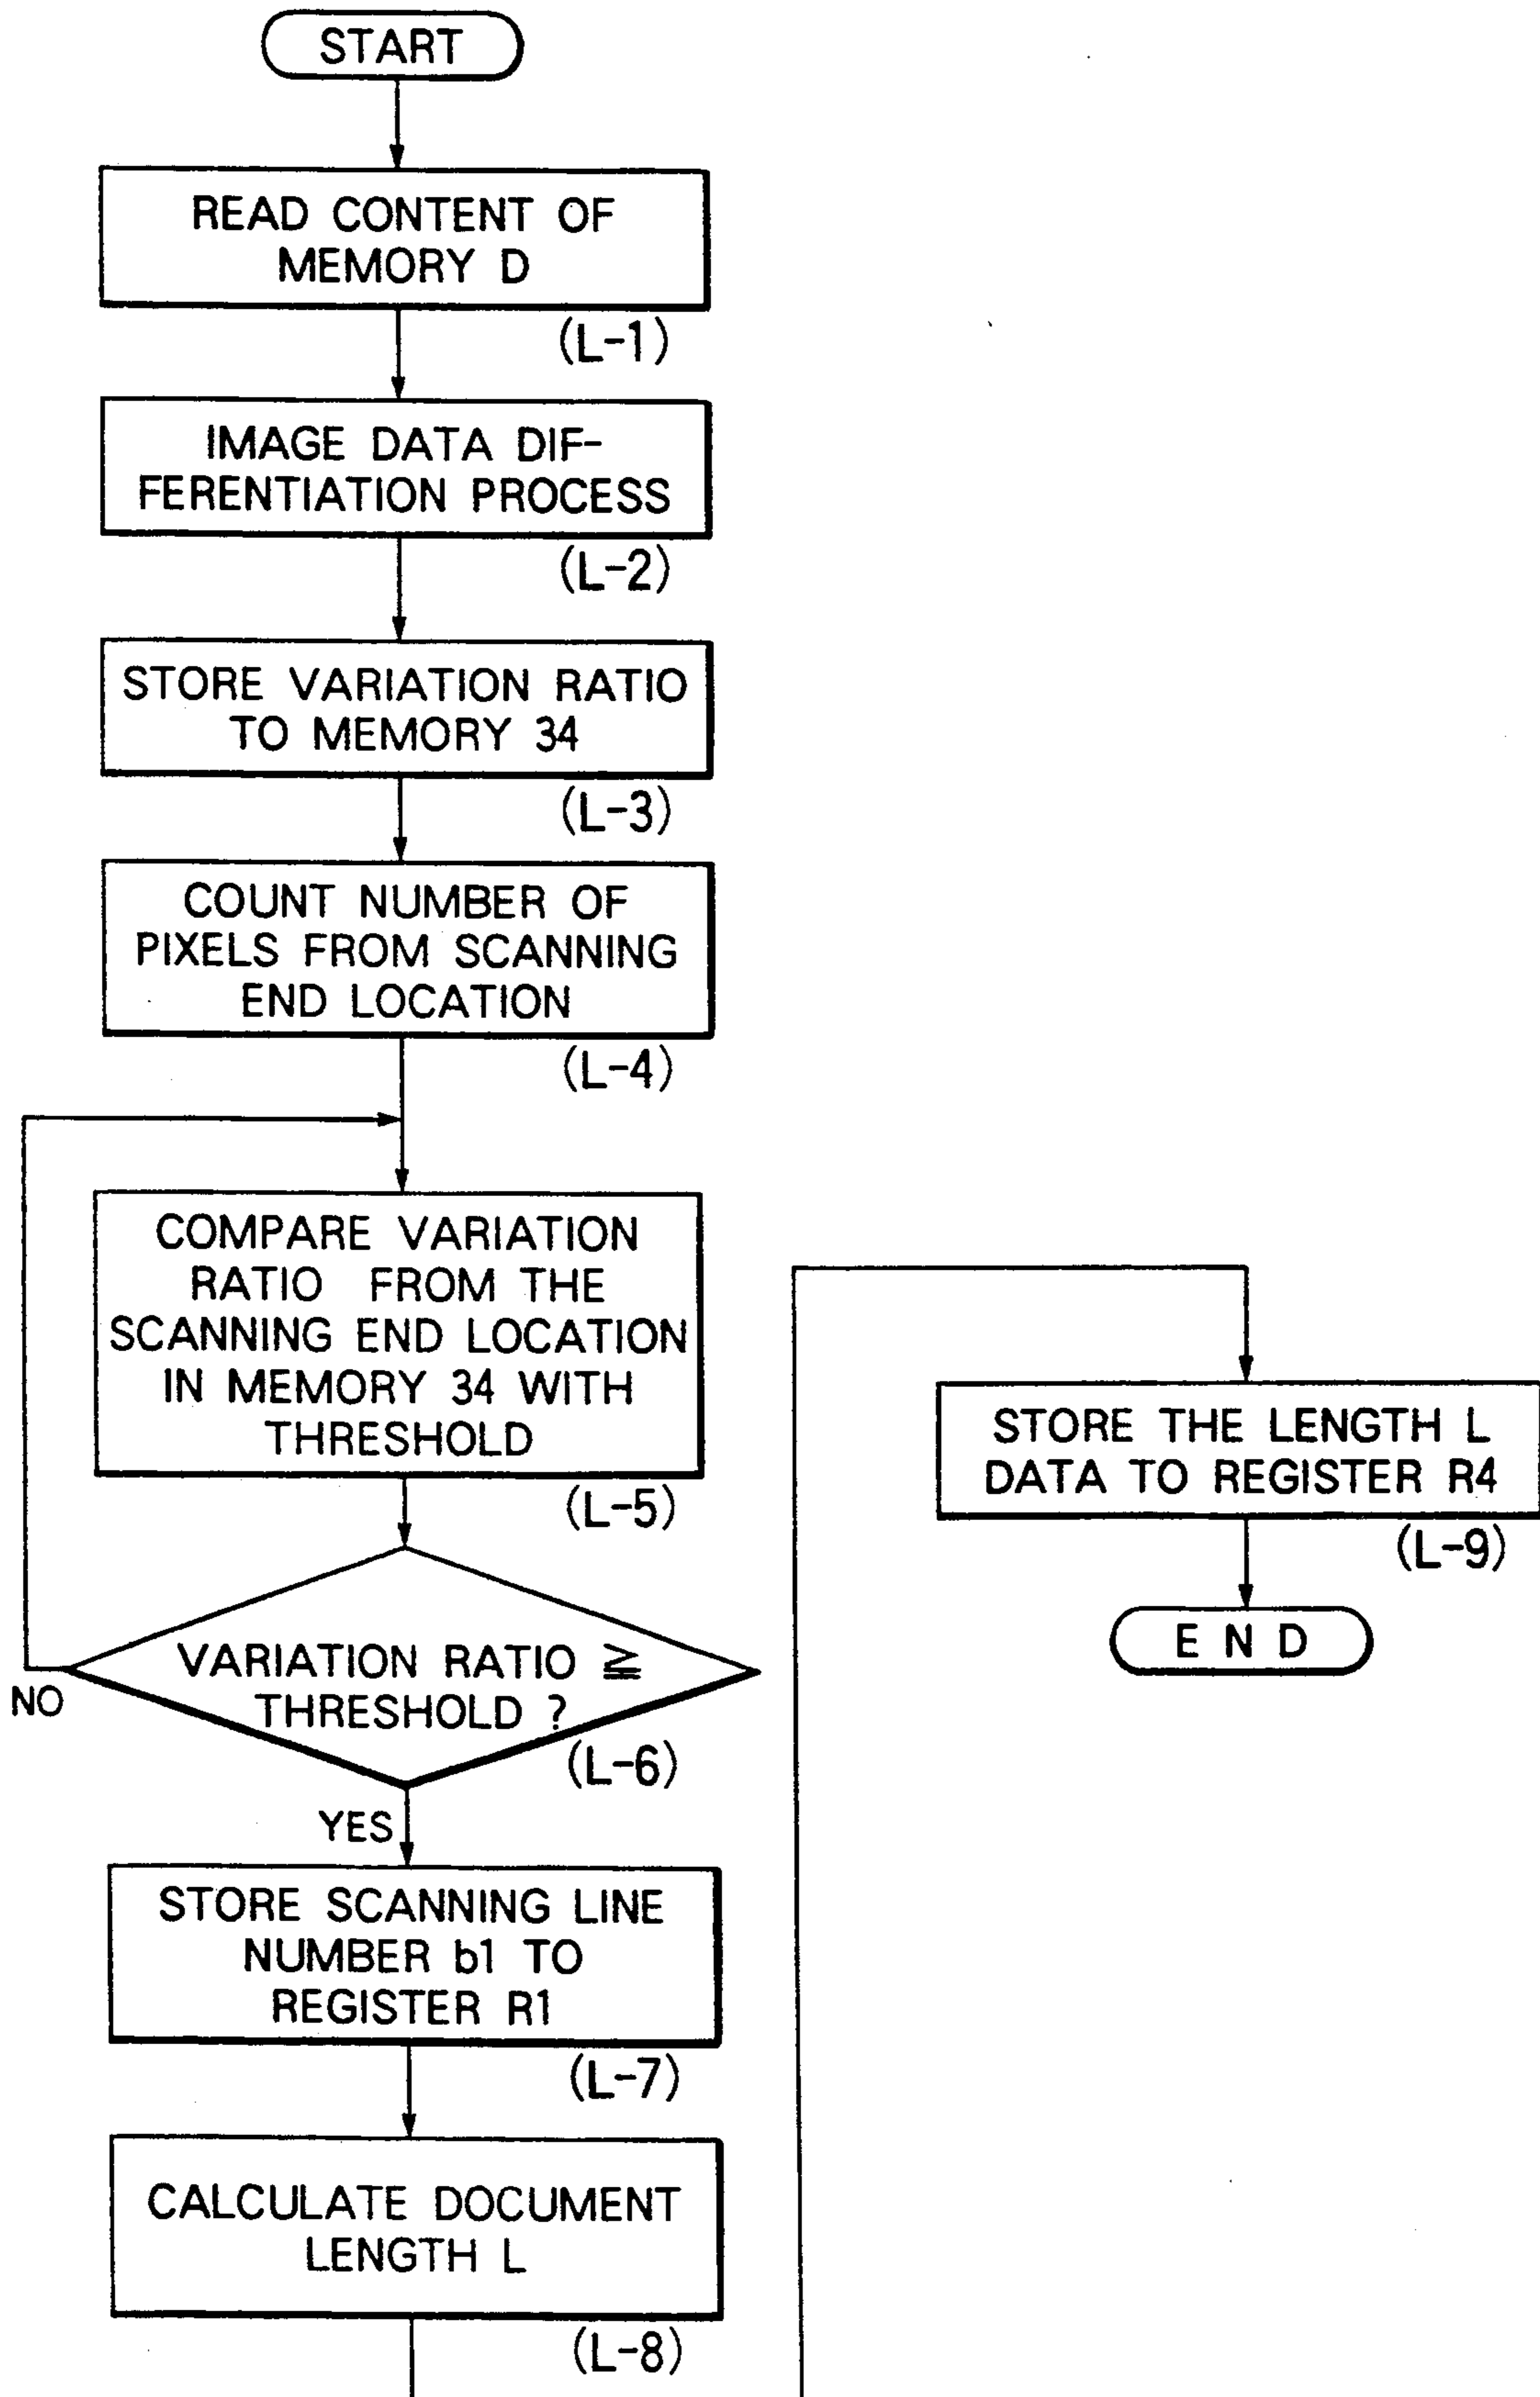 START
READ CONTENT OF
MEMORY D
(L-1)
IMAGE DATA DIF-
FERENTIATION PROCESS
(L-2)
STORE VARIATION RATIO
TO MEMORY 34
(L-3)
COUNT NUMBER OF
PIXELS FROM SCANNING
END LOCATION
(L-4)
COMPARE VARIATION
RATIO FROM THE
SCANNING END LOCATION
IN MEMORY 34 WITH
THRESHOLD
(L-5)
VARIATION RATIO ≧
THRESHOLD ?
(L-6)
NO
YES
STORE SCANNING LINE
NUMBER b1 TO
REGISTER R1
(L-7)
CALCULATE DOCUMENT
LENGTH L
(L-8)
STORE THE LENGTH L
DATA TO REGISTER R4
(L-9)
E N D